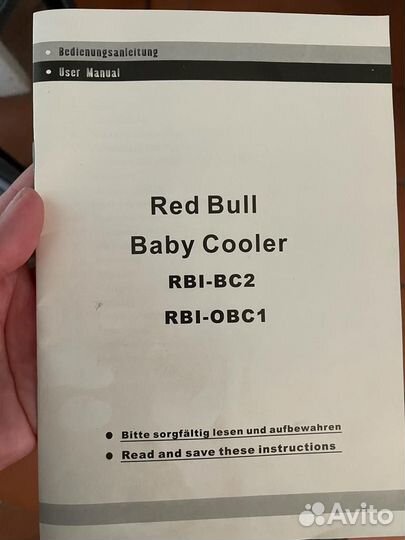 • Bedienungsanleitung
• User Manual
Red Bull
Baby Cooler
RBI-BC2
RBI-OBC1
● Bitte sorgfältig lesen und aufbewahren
● Read and save these instructions
Avito